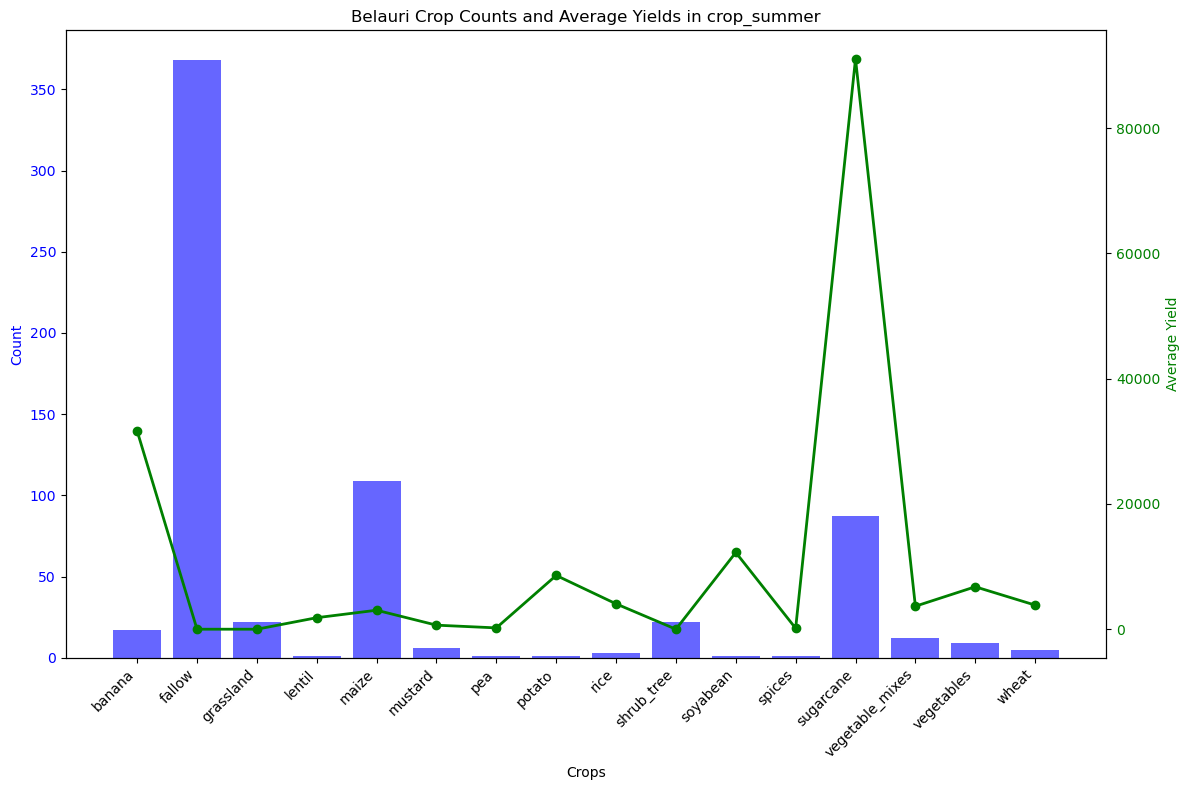 Belauri Crop Counts and Average Yields in crop_summer
350
300
250
200
150
100
50
0
Count
80000
60000
40000
20000
0
Average Yield
banana
fallow
grassland
lentil
maize
mustard
pea
potato
rice
shrub_tree
soyabean
spices
sugarcane
vegetable_mixes
vegetables
wheat
Crops